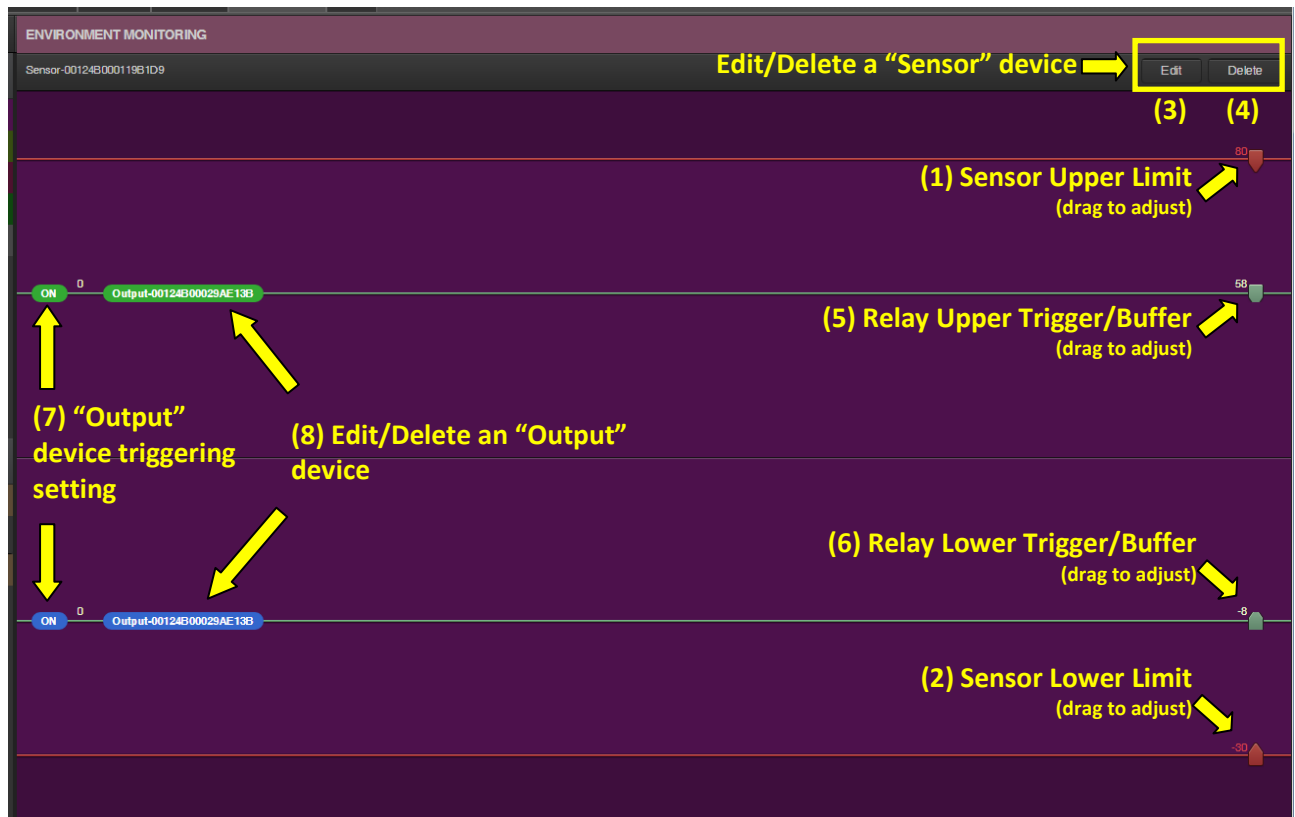 ENVIRONMENT MONITORING
Sensor-00124B000119B1D9
Edit/Delete a “Sensor” device
Edit
Delete
(3)
(4)
80
(1) Sensor Upper Limit
(drag to adjust)
ON
0
Output-00124B00029AE13B
58
(5) Relay Upper Trigger/Buffer
(drag to adjust)
(7) “Output”
device triggering
setting
(8) Edit/Delete an “Output”
device
(6) Relay Lower Trigger/Buffer
(drag to adjust)
ON
0
Output-00124B00029AE13B
-8
(2) Sensor Lower Limit
(drag to adjust)
-30